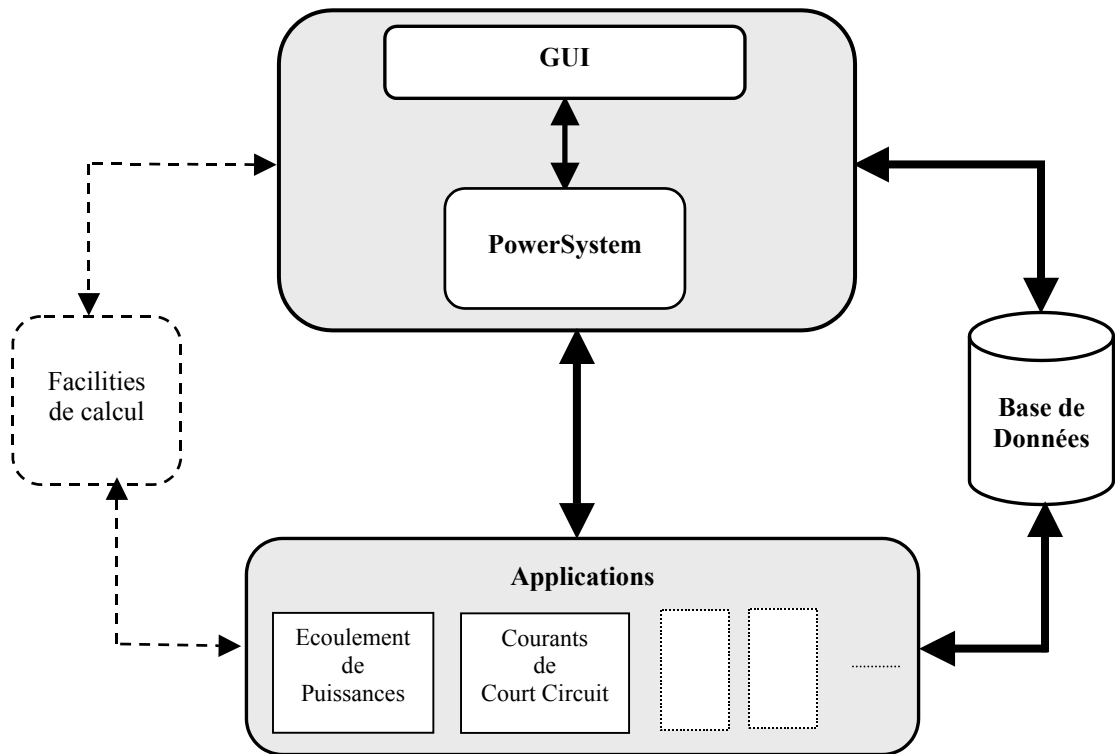 GUI
PowerSystem
Facilities
de calcul
Base de
Données
Applications
Ecoulement
de
Puissances
Courants
de
Court Circuit